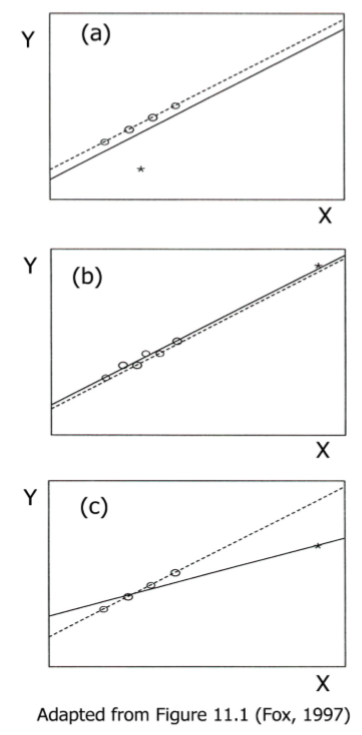 Y
(a)
X
Y
(b)
X
Y
(c)
X
Adapted from Figure 11.1 (Fox, 1997)